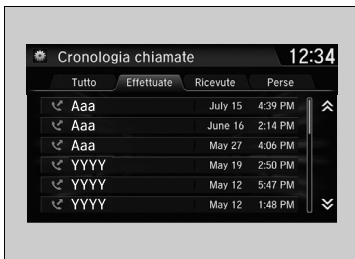 Cronologia chiamate 12:34
Tutto Effettuate Ricevute Perse
Aaa July 15 4:39 PM
Aaa June 16 2:14 PM
Aaa May 27 4:06 PM
YYYY May 19 2:50 PM
YYYY May 12 5:47 PM
YYYY May 12 1:48 PM